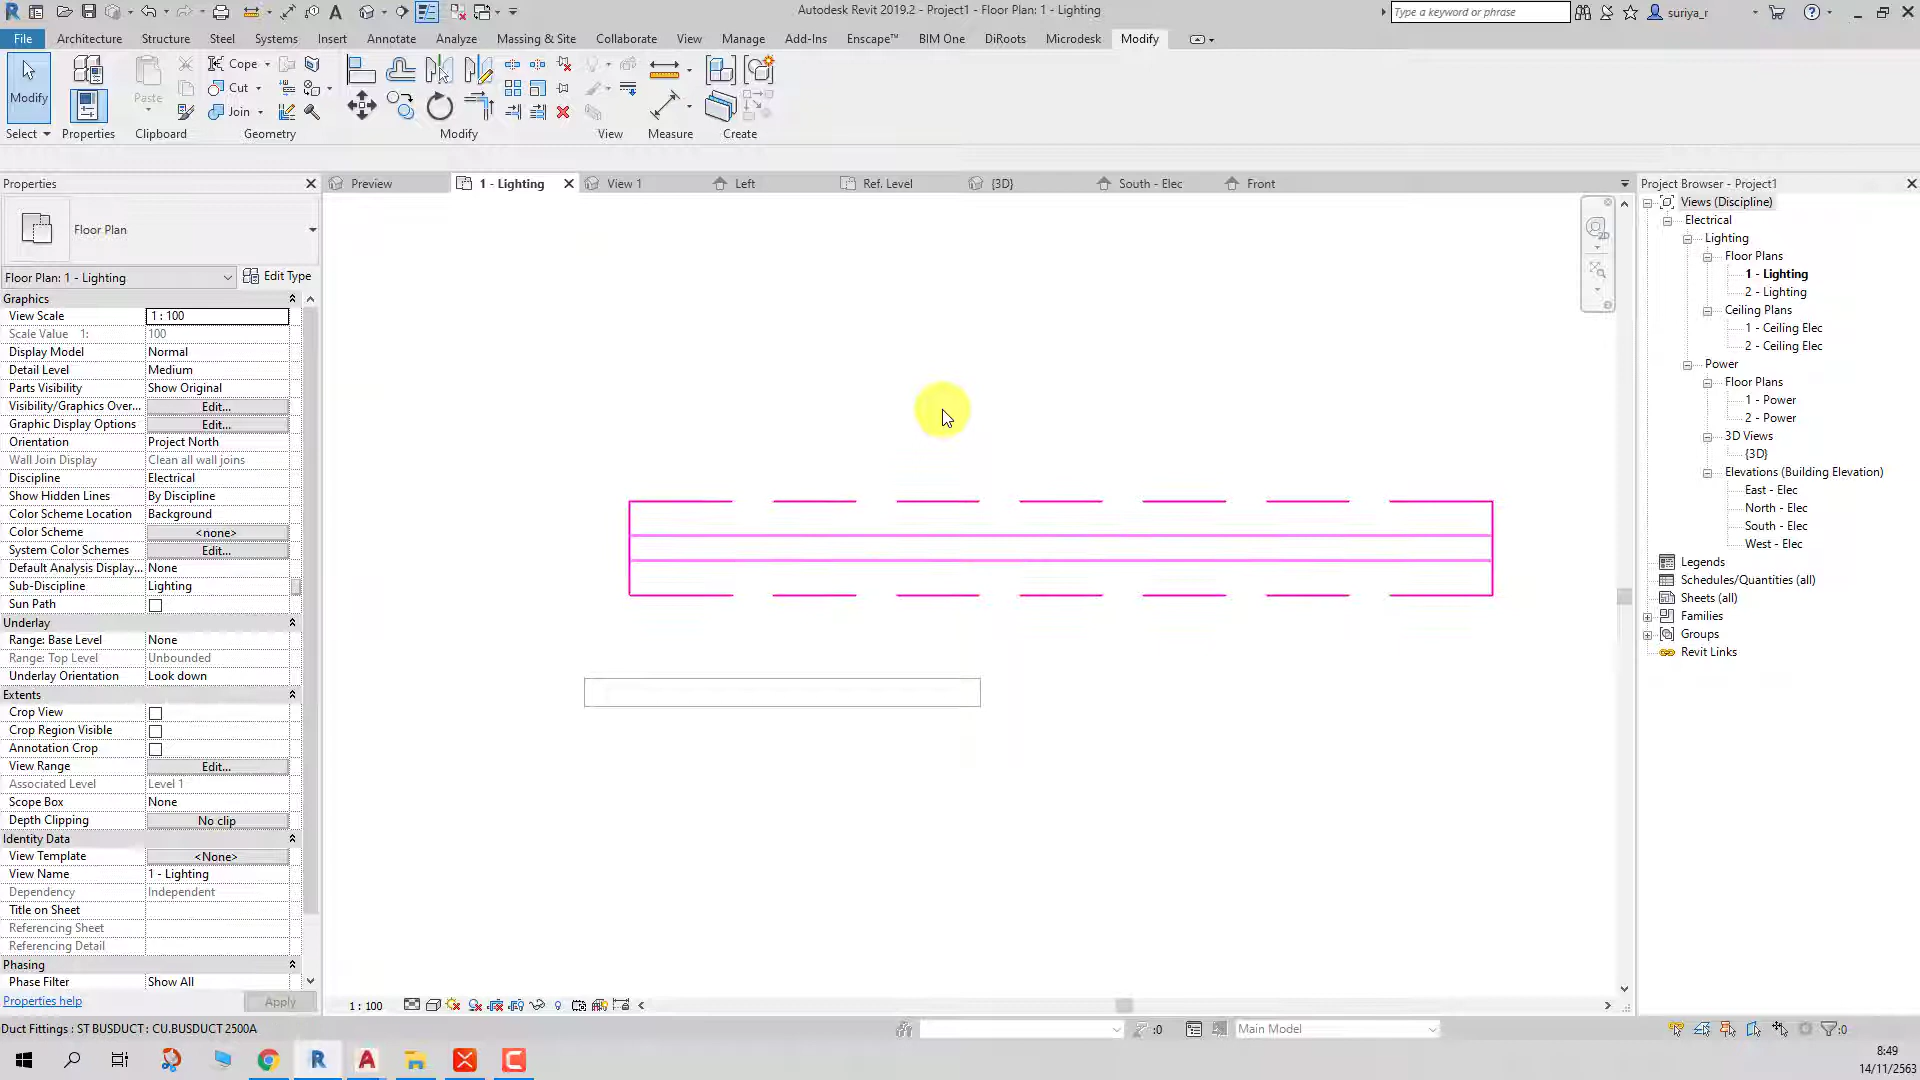 Autodesk Revit 2019.2 - Project1 - Floor Plan: 1 - Lighting
Type a keyword or phrase
suriya_r
File Architecture Structure Steel Systems Insert Annotate Analyze Massing & Site Collaborate View Manage Add-Ins Enscape™ BIM One DiRoots Microdesk Modify
Modify Paste Cope
Cut
Join
Select Properties Clipboard Geometry Modify View Measure Create
Properties
Preview 1 - Lighting View 1 Left Ref. Level {3D} South - Elec Front
Project Browser - Project1
Floor Plan
Floor Plan: 1 - Lighting Edit Type
Graphics
View Scale 1 : 100
Scale Value 1: 100
Display Model Normal
Detail Level Medium
Parts Visibility Show Original
Visibility/Graphics Over... Edit...
Graphic Display Options Edit...
Orientation Project North
Wall Join Display Clean all wall joins
Discipline Electrical
Show Hidden Lines By Discipline
Color Scheme Location Background
Color Scheme <none>
System Color Schemes Edit...
Default Analysis Display... None
Sub-Discipline Lighting
Sun Path
Underlay
Range: Base Level None
Range: Top Level Unbounded
Underlay Orientation Look down
Extents
Crop View
Crop Region Visible
Annotation Crop
View Range Edit...
Associated Level Level 1
Scope Box None
Depth Clipping No clip
Identity Data
View Template <None>
View Name 1 - Lighting
Dependency Independent
Title on Sheet
Referencing Sheet
Referencing Detail
Phasing
Phase Filter Show All
Properties help Apply
Views (Discipline)
Electrical
Lighting
Floor Plans
1 - Lighting
2 - Lighting
Ceiling Plans
1 - Ceiling Elec
2 - Ceiling Elec
Power
Floor Plans
1 - Power
2 - Power
3D Views
{3D}
Elevations (Building Elevation)
East - Elec
North - Elec
South - Elec
West - Elec
Legends
Schedules/Quantities (all)
Sheets (all)
Families
Groups
Revit Links
1 : 100
Duct Fittings : ST BUSDUCT : CU.BUSDUCT 2500A
:0
Main Model
:0
8:49
14/11/2563